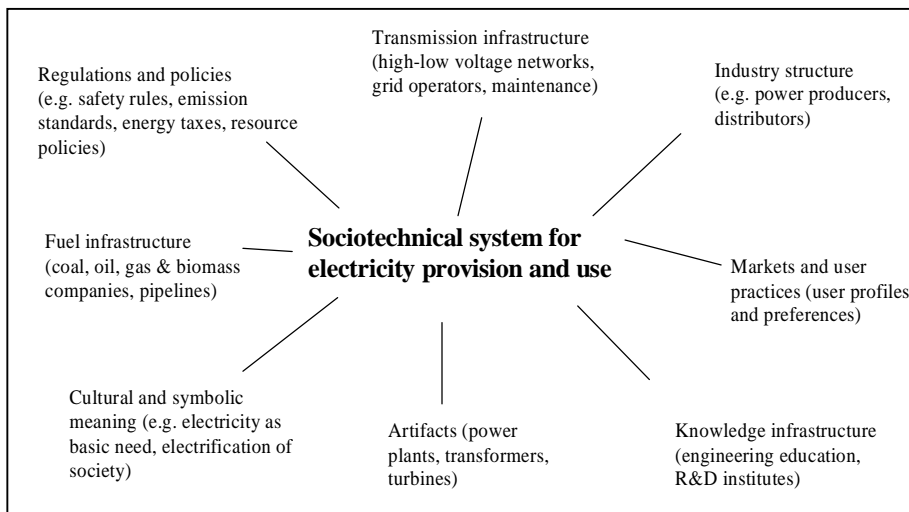 Transmission infrastructure
(high-low voltage networks,
grid operators, maintenance)
Regulations and policies
(e.g. safety rules, emission
standards, energy taxes, resource
policies)
Industry structure
(e.g. power producers,
distributors)
Sociotechnical system for
electricity provision and use
Fuel infrastructure
(coal, oil, gas & biomass
companies, pipelines)
Markets and user
practices (user profiles
and preferences)
Cultural and symbolic
meaning (e.g. electricity as
basic need, electrification of
society)
Artifacts (power
plants, transformers,
turbines)
Knowledge infrastructure
(engineering education,
R&D institutes)